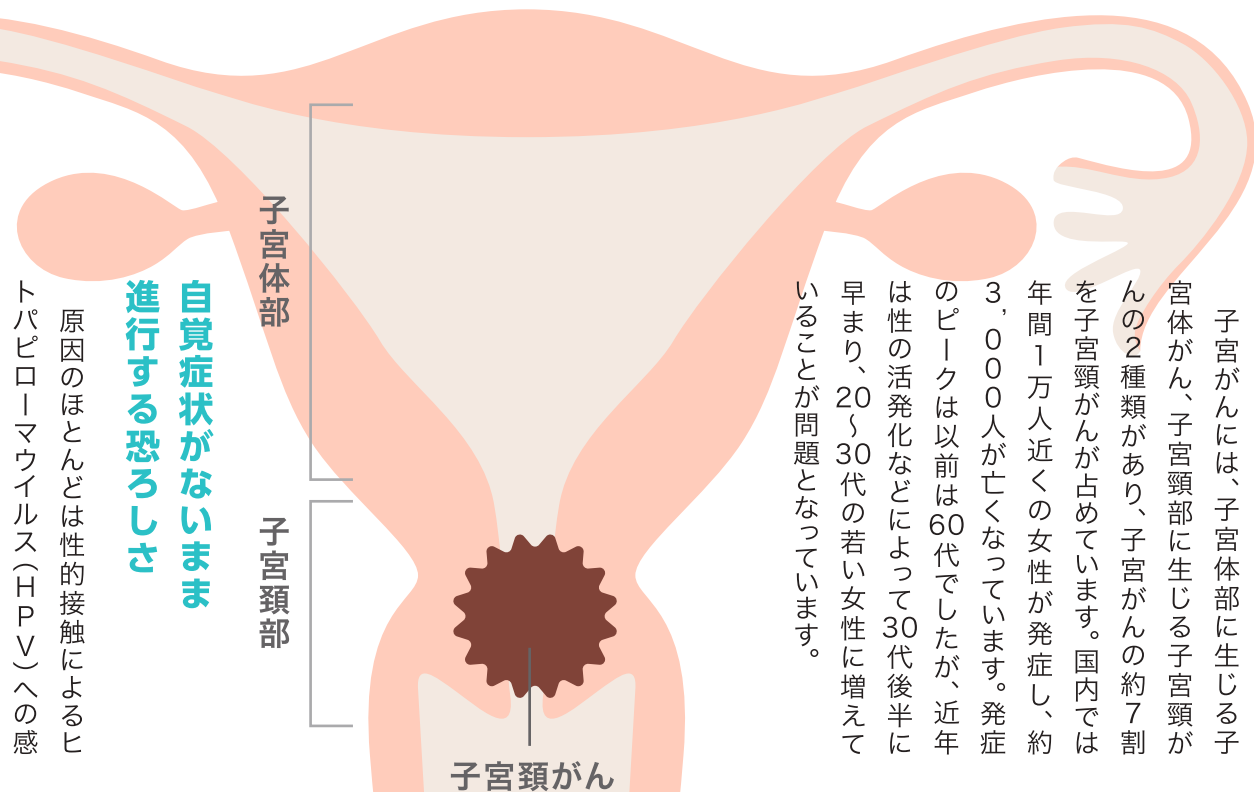 子宮がんには、子宮体部に生じる子
宮体がん、子宮頸部に生じる子宮頸が
んの2種類があり、子宮がんの約7割
を子宮頸がんが占めています。国内では
年間1万人近くの女性が発症し、約
3,000人が亡くなっています。発症
のピークは以前は60代でしたが、近年
は性の活発化などによって30代後半に
早まり、20〜30代の若い女性に増えて
いることが問題となっています。
子宮体部
子宮頚部
子宮頚がん
自覚症状がないまま
進行する恐ろしさ
原因のほとんどは性的接触によるヒ
トパピローマウイルス(HPV)への感